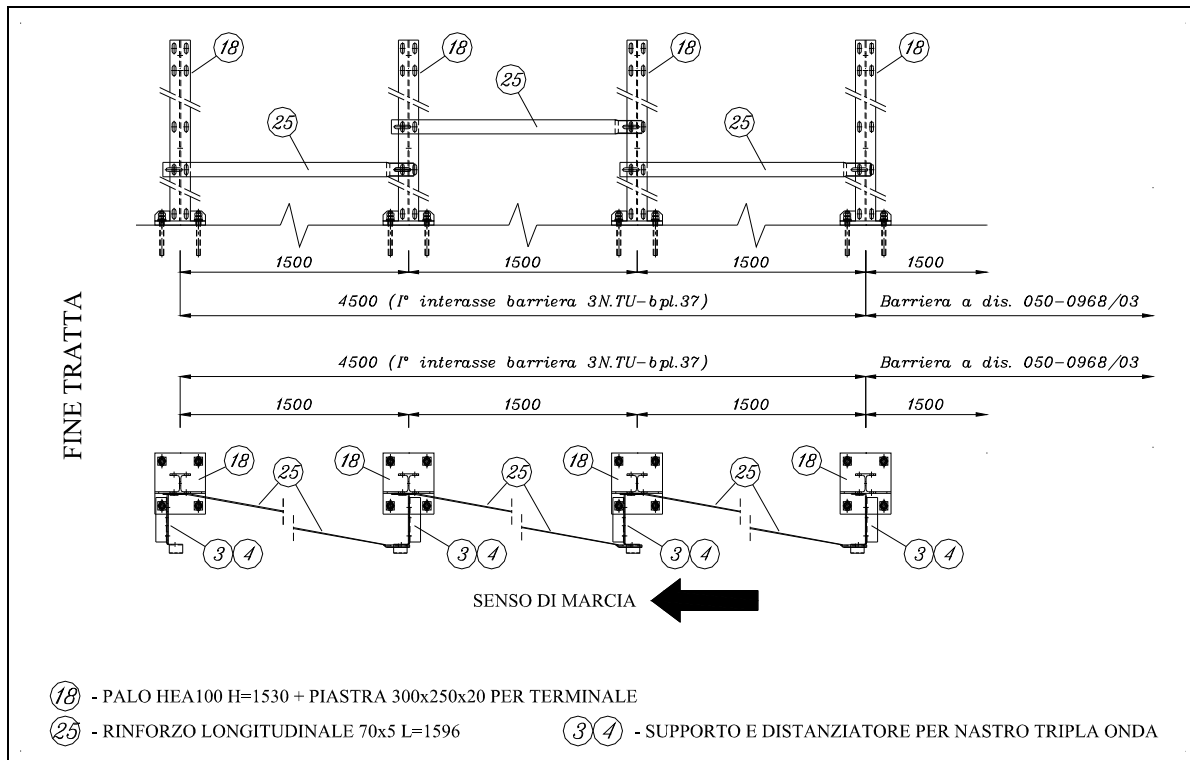 18 18 18 18
25
25 25
1500 1500 1500 1500
4500 (I° interasse barriera 3N.TU-bpl.37) Barriera a dis. 050-0968/03
FINE TRATTA
4500 (I° interasse barriera 3N.TU-bpl.37) Barriera a dis. 050-0968/03
1500 1500 1500 1500
18 25 18 25 18 25 18
3 4 3 4 3 4 3 4
SENSO DI MARCIA
18 - PALO HEA100 H=1530 + PIASTRA 300x250x20 PER TERMINALE
25 - RINFORZO LONGITUDINALE 70x5 L=1596
3 4 - SUPPORTO E DISTANZIATORE PER NASTRO TRIPLA ONDA